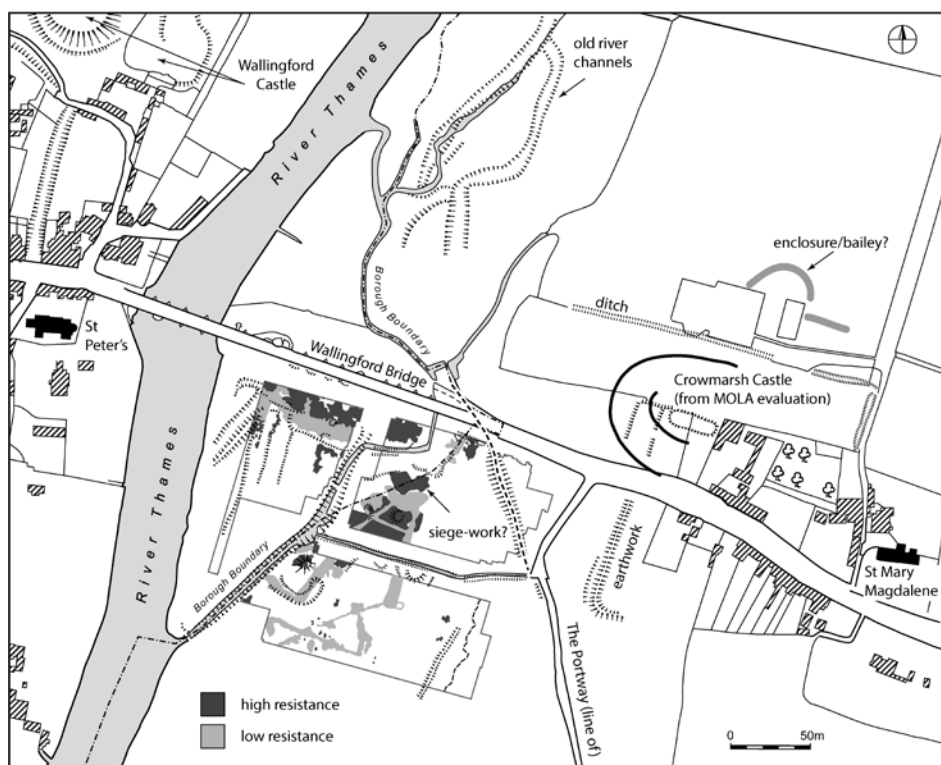 Wallingford
Castle
River Thames
old river
channels
enclosure/bailey?
Borough Boundary
ditch
St
Peter's
Wallingford Bridge
Crowmarsh Castle
(from MOLA evaluation)
siege-work?
earthwork
St Mary
Magdalene
River Thames
Borough Boundary
The Portway (line of)
high resistance
low resistance
0
50m